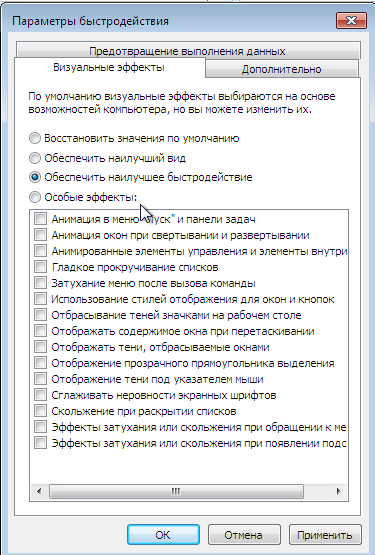 Параметры быстродействия
Предотвращение выполнения данных
Визуальные эффекты
Дополнительно
По умолчанию визуальные эффекты выбираются на основе
возможностей компьютера, но вы можете изменить их.
Восстановить значения по умолчанию
Обеспечить наилучший вид
Обеспечить наилучшее быстродействие
Особые эффекты:
Анимация в меню "Пуск" и панели задач
Анимация окон при свертывании и развертывании
Анимированные элементы управления и элементы внутри
Гладкое прокручивание списков
Затухание меню после вызова команды
Использование стилей отображения для окон и кнопок
Отбрасывание теней значками на рабочем столе
Отображать содержимое окна при перетаскивании
Отображать тени, отбрасываемые окнами
Отображение прозрачного прямоугольника выделения
Отображение тени под указателем мыши
Сглаживать неровности экранных шрифтов
Скольжение при раскрытии списков
Эффекты затухания или скольжения при обращении к ме
Эффекты затухания или скольжения при появлении подс
ОК
Отмена
Применить